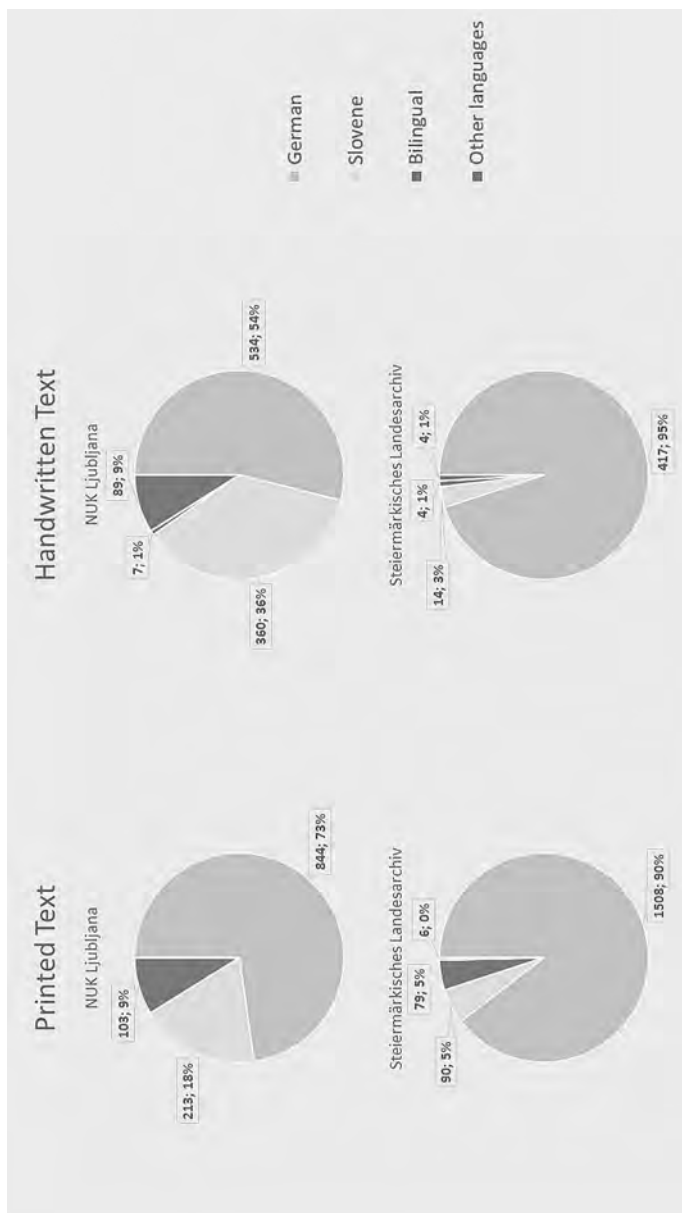 Printed Text
NUK Ljubljana
103; 9%
213; 18%
844; 73%
Steiermärkisches Landesarchiv
6; 0%
79; 5%
90; 5%
1508; 90%
Handwritten Text
NUK Ljubljana
89; 9%
7; 1%
534; 54%
360; 36%
Steiermärkisches Landesarchiv
4; 1%
4; 1%
14; 3%
417; 95%
German
Slovene
Bilingual
Other languages